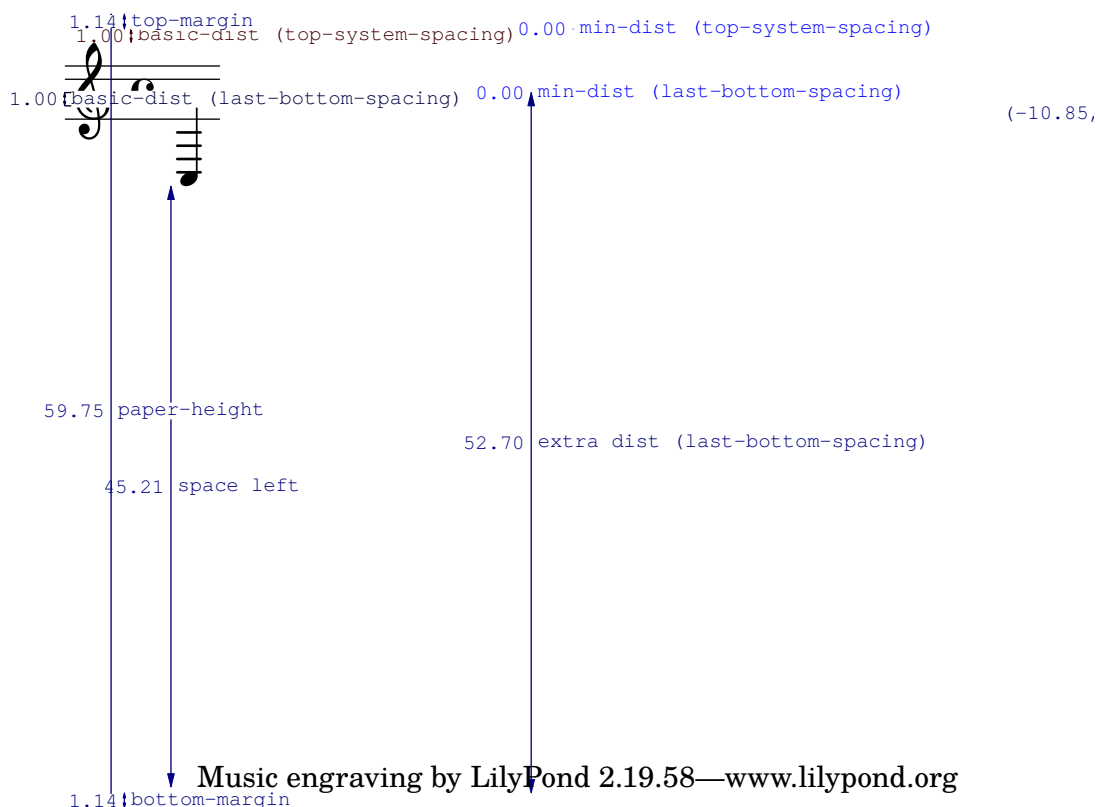 1.14 top-margin
1.00 basic-dist (top-system-spacing) 0.00 min-dist (top-system-spacing)
1.00 basic-dist (last-bottom-spacing) 0.00 min-dist (last-bottom-spacing)
(-10.85,
59.75 paper-height
52.70 extra dist (last-bottom-spacing)
45.21 space left
Music engraving by LilyPond 2.19.58—www.lilypond.org
1.14 bottom-margin